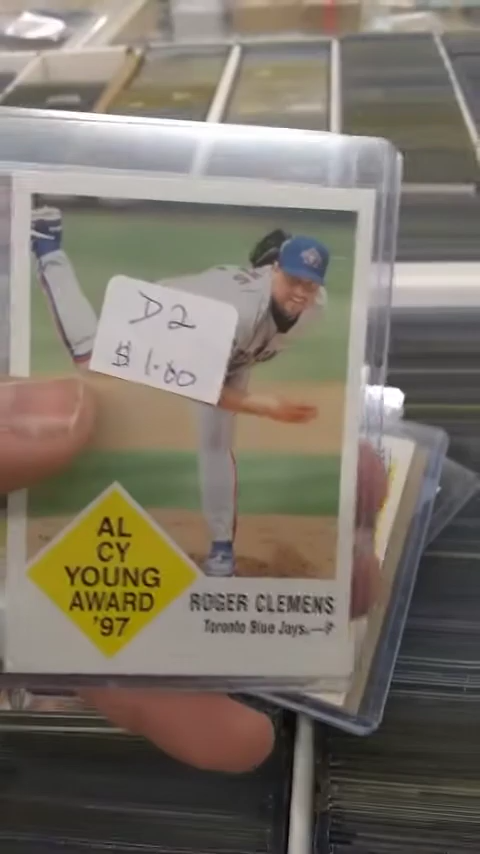 D2
$1.00
AL
CY
YOUNG
AWARD
'97
ROGER CLEMENS
Toronto Blue Jays—P